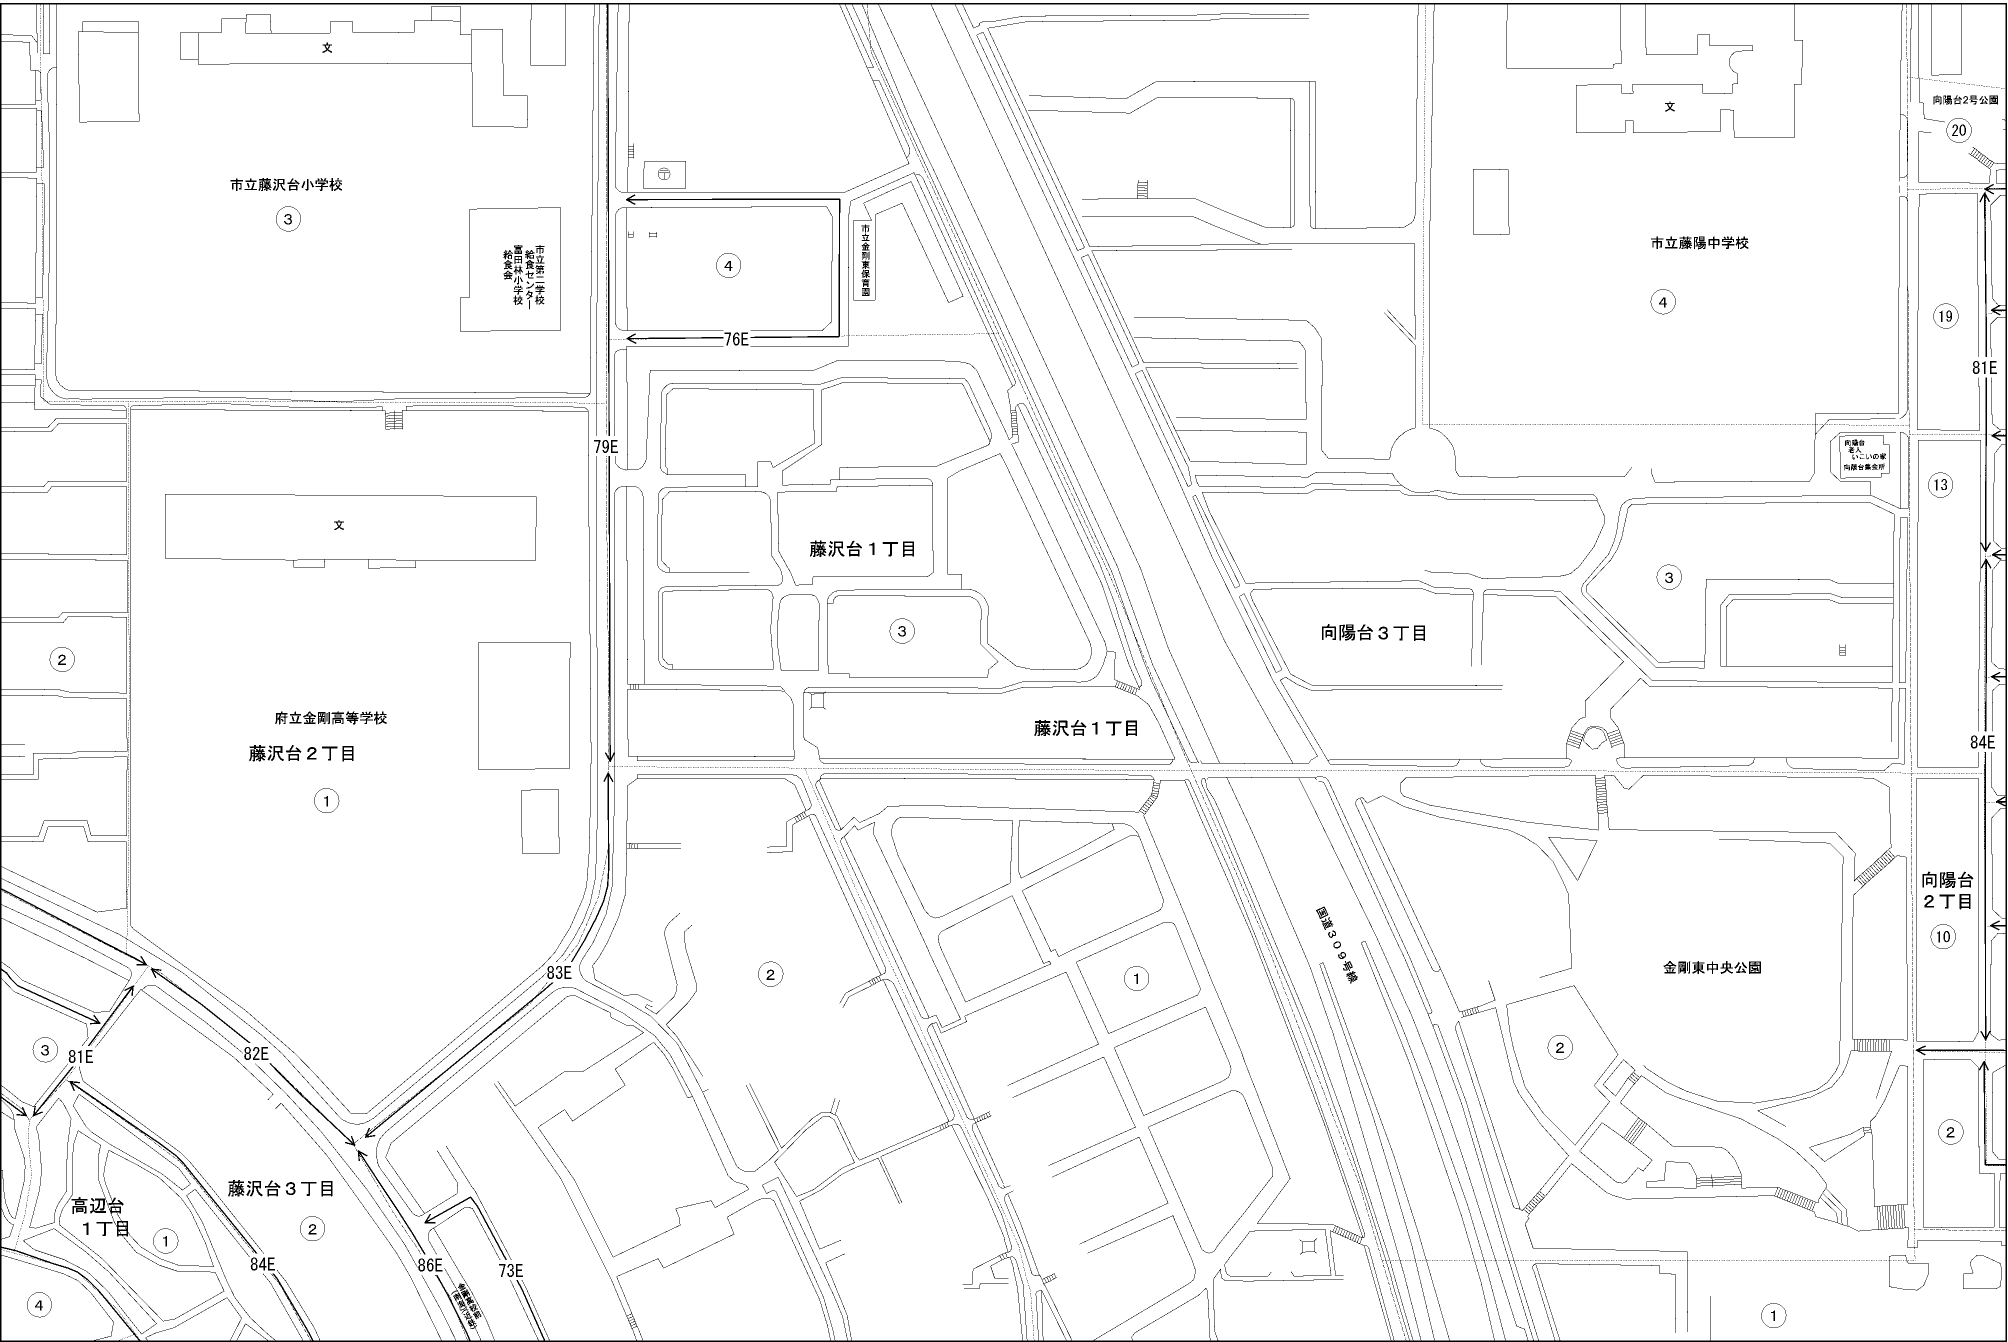 文
市立藤沢台小学校
3
市立第二学校
給食センター
富田林小学校
給食会
4
市立金剛東保育園
76E
79E
文
向陽台2号公園
20
市立藤陽中学校
4
19
81E
向陽台
老人
いこいの家
向陽台集会所
13
文
藤沢台1丁目
3
3
向陽台3丁目
2
府立金剛高等学校
藤沢台2丁目
1
藤沢台1丁目
84E
向陽台
2丁目
10
国道309号線
金剛東中央公園
83E
2
1
2
3
81E
82E
2
藤沢台3丁目
2
高辺台
1丁目
1
84E
86E
73E
金剛高校前
4
1